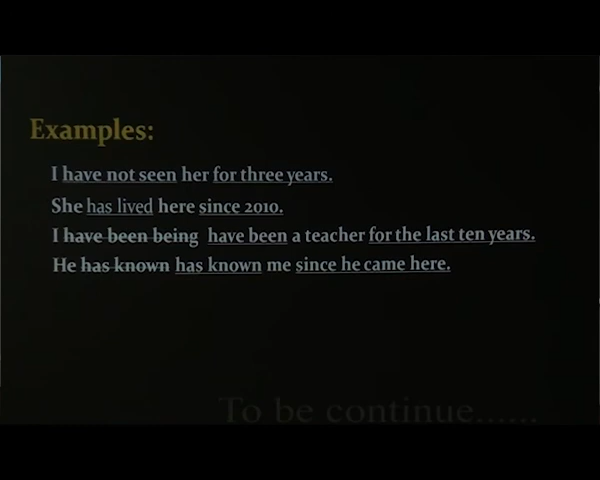 Examples:
I have not seen her for three years.
She has lived here since 2010.
I have been being have been a teacher for the last ten years.
He has known has known me since he came here.
To be continue......